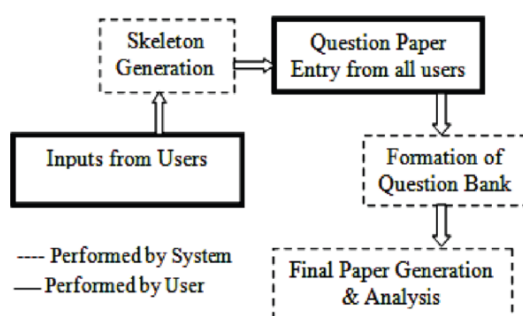 Skeleton
Generation
Question Paper
Entry from all users
Inputs from Users
Formation of
Question Bank
---- Performed by System
— Performed by User
Final Paper Generation
& Analysis